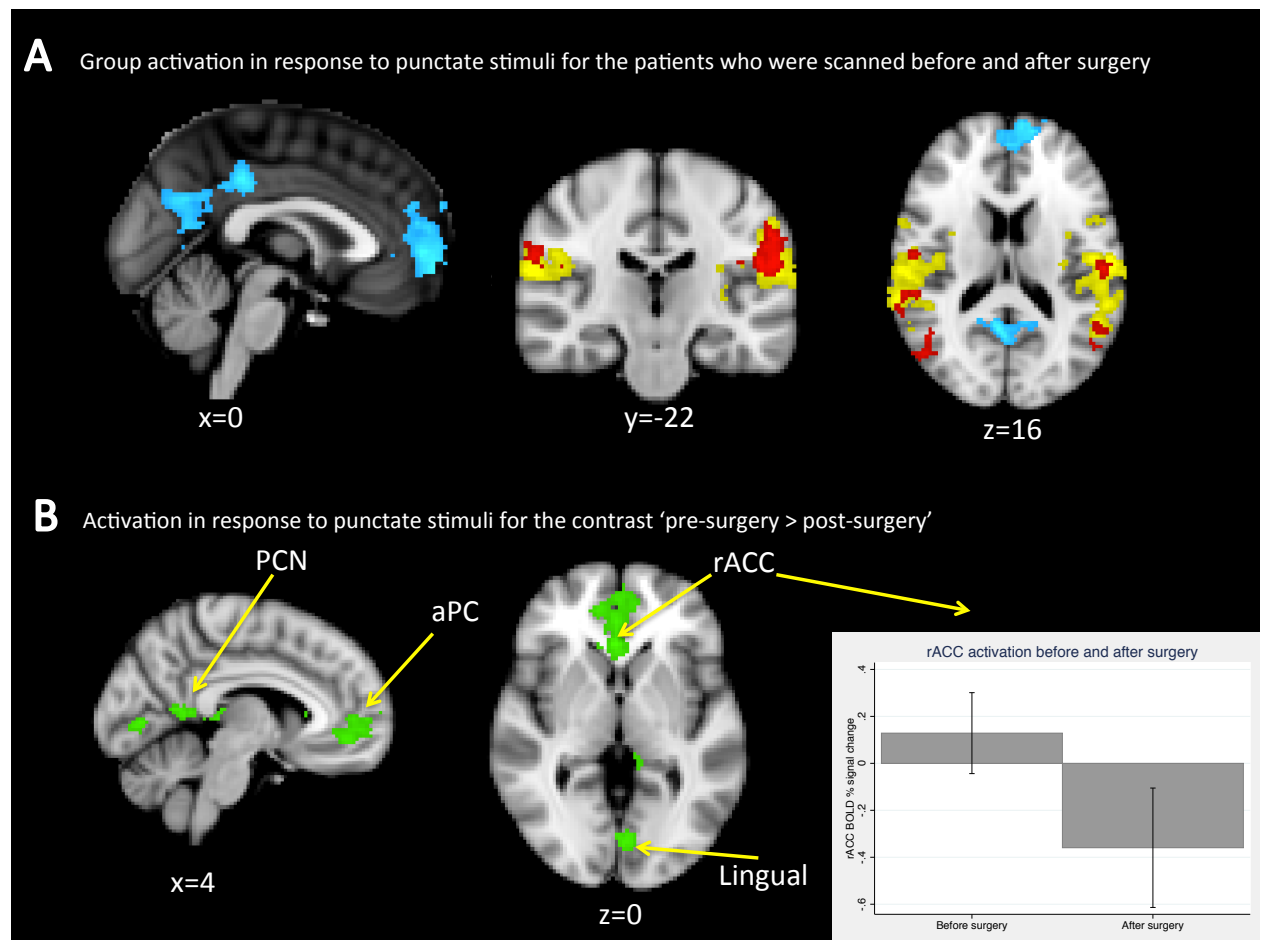 A Group activation in response to punctate stimuli for the patients who were scanned before and after surgery
x=0
y=-22
z=16
B Activation in response to punctate stimuli for the contrast ‘pre-surgery > post-surgery’
PCN
aPC
rACC
Lingual
x=4
z=0
rACC activation before and after surgery
rACC BOLD % signal change
.4
.2
0
-.2
-.4
-.6
Before surgery
After surgery